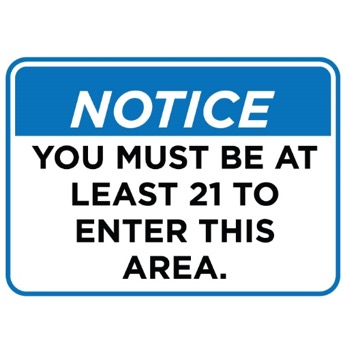 NOTICE
YOU MUST BE AT
LEAST 21 TO
ENTER THIS
AREA.